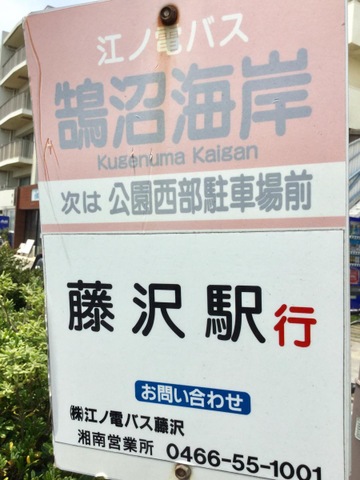 江ノ電バス
鵠沼海岸
Kugenuma Kaigan
次は 公園西部駐車場前
藤沢駅行
お問い合わせ
㈱江ノ電バス藤沢
湘南営業所 0466-55-1001